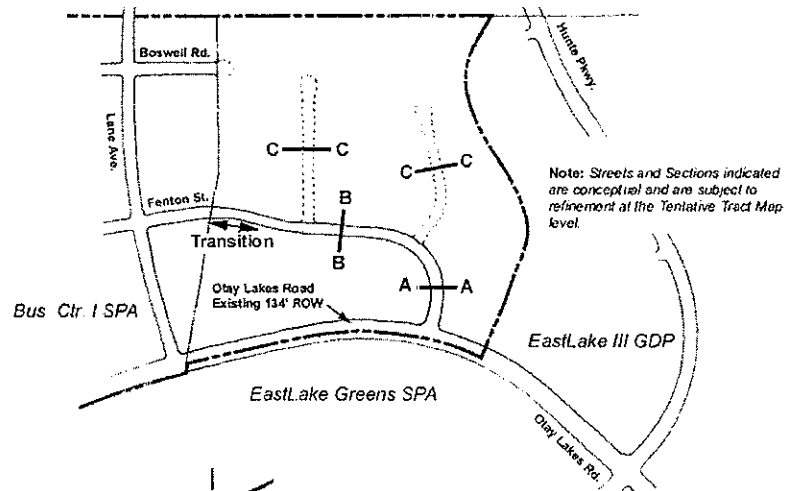 Boswell Rd.
Hunte Pkwy.
Lane Ave.
C C
C C
Note: Streets and Sections indicated
are conceptual and are subject to
refinement at the Tentative Tract Map
level.
Fenton St.
B
B
Transition
A A
Otay Lakes Road
Existing 134' ROW
Bus. Ctr. I SPA
EastLake III GDP
EastLake Greens SPA
Otay Lakes Rd.